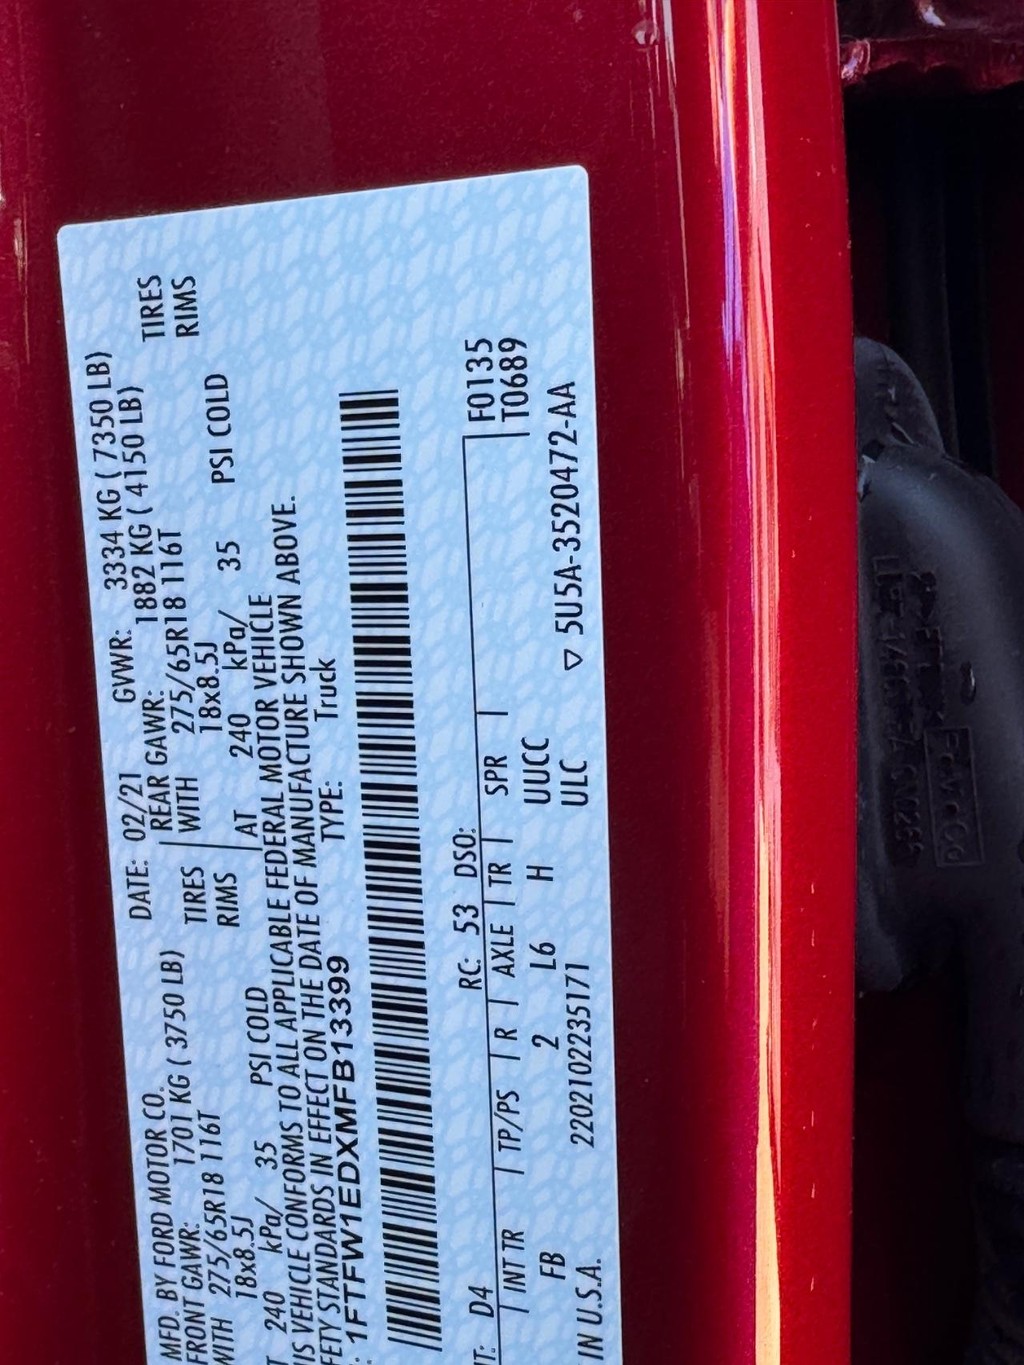 MFD. BY FORD MOTOR CO. DATE: 02/21 GVWR: 3334 KG ( 7350 LB)
FRONT GAWR: 1701 KG ( 3750 LB) REAR GAWR: 1882 KG ( 4150 LB)
WITH 275/65R18 116T TIRES WITH 275/65R18 116T TIRES
18x8.5J RIMS 18x8.5J RIMS
T 240 kPa/ 35 PSI COLD AT 240 kPa/ 35 PSI COLD
IS VEHICLE CONFORMS TO ALL APPLICABLE FEDERAL MOTOR VEHICLE
FETY STANDARDS IN EFFECT ON THE DATE OF MANUFACTURE SHOWN ABOVE.
: 1FTFW1EDXMFB13399 TYPE: Truck
F0135
T0689
NT: D4 RC: 53 DSO:
INT TR TP/PS R AXLE TR SPR
FB 2 L6 H UUCC
IN U.S.A. 2202102235171 ULC
▽ 5U5A-3520472-AA
FoMoCo